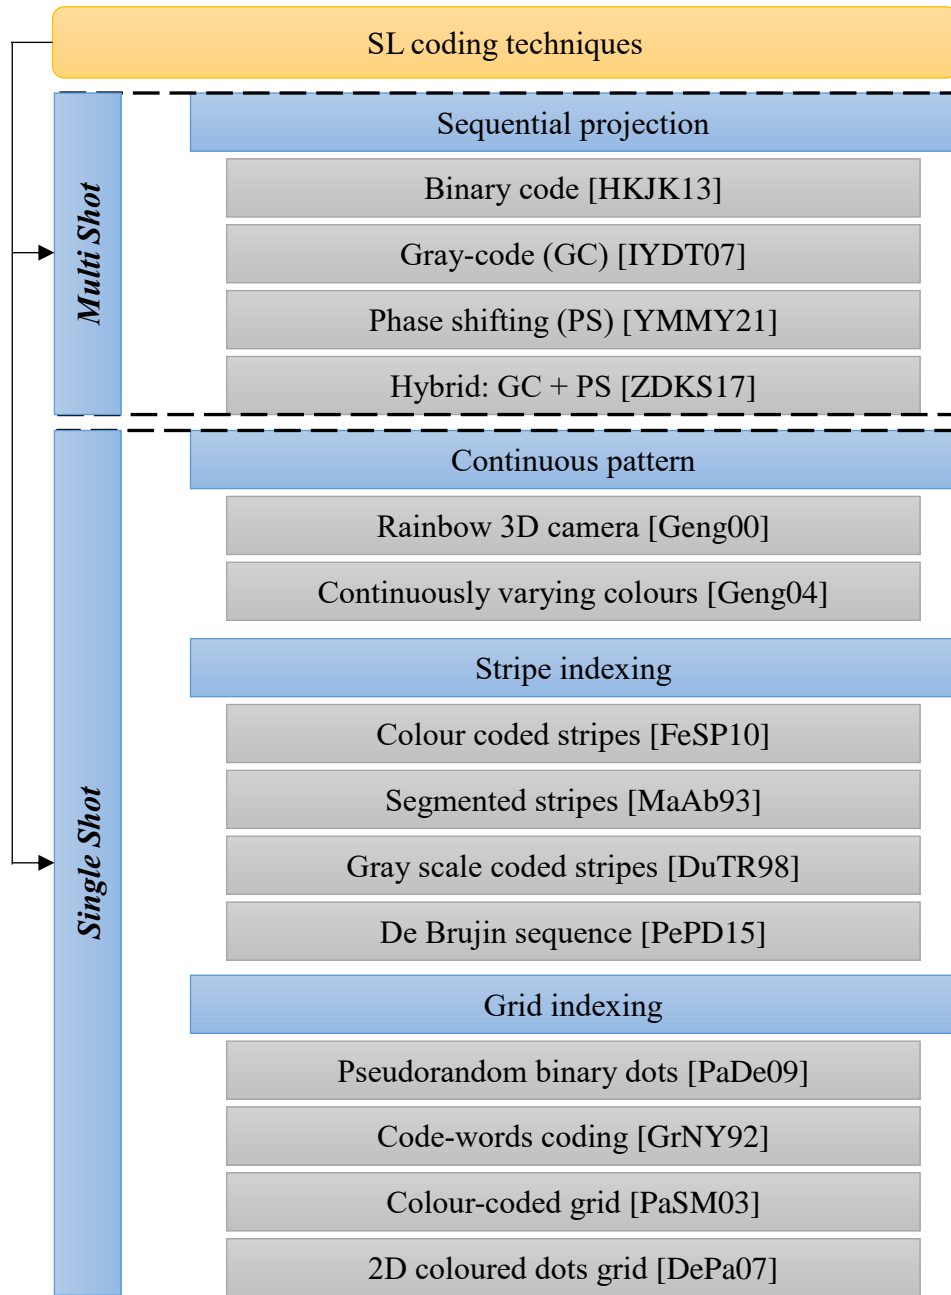 SL coding techniques
Multi Shot
Sequential projection
Binary code [HKJK13]
Gray-code (GC) [IYDT07]
Phase shifting (PS) [YMMY21]
Hybrid: GC + PS [ZDKS17]
Single Shot
Continuous pattern
Rainbow 3D camera [Geng00]
Continuously varying colours [Geng04]
Stripe indexing
Colour coded stripes [FeSP10]
Segmented stripes [MaAb93]
Gray scale coded stripes [DuTR98]
De Brujin sequence [PePD15]
Grid indexing
Pseudorandom binary dots [PaDe09]
Code-words coding [GrNY92]
Colour-coded grid [PaSM03]
2D coloured dots grid [DePa07]